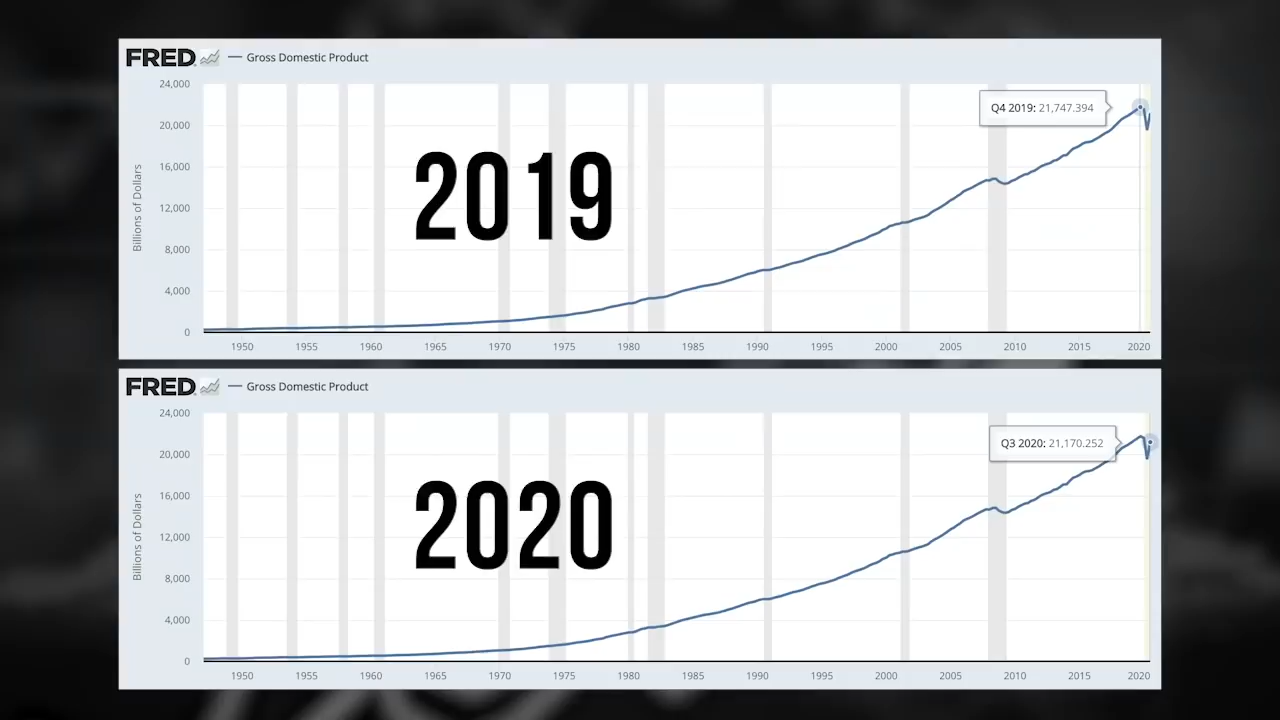 FRED — Gross Domestic Product
24,000
20,000
16,000
12,000
8,000
4,000
0
Billions of Dollars
Q4 2019: 21,747.394
2019
1950 1955 1960 1965 1970 1975 1980 1985 1990 1995 2000 2005 2010 2015 2020
FRED — Gross Domestic Product
24,000
20,000
16,000
12,000
8,000
4,000
0
Billions of Dollars
Q3 2020: 21,170.252
2020
1950 1955 1960 1965 1970 1975 1980 1985 1990 1995 2000 2005 2010 2015 2020